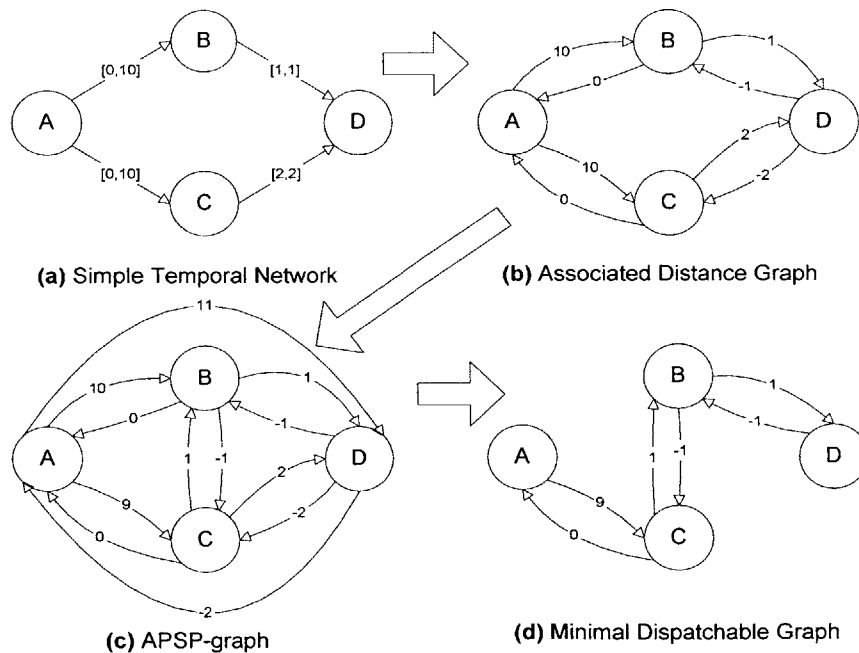 B
[0,10]
[1,1]
A
D
[0,10]
[2,2]
C
(a) Simple Temporal Network
B
10
1
0
-1
A
D
10
2
0
-2
C
(b) Associated Distance Graph
11
B
10
1
0
-1
A
1
-1
D
9
2
0
-2
C
-2
(c) APSP-graph
B
1
-1
A
1
-1
D
9
0
C
(d) Minimal Dispatchable Graph